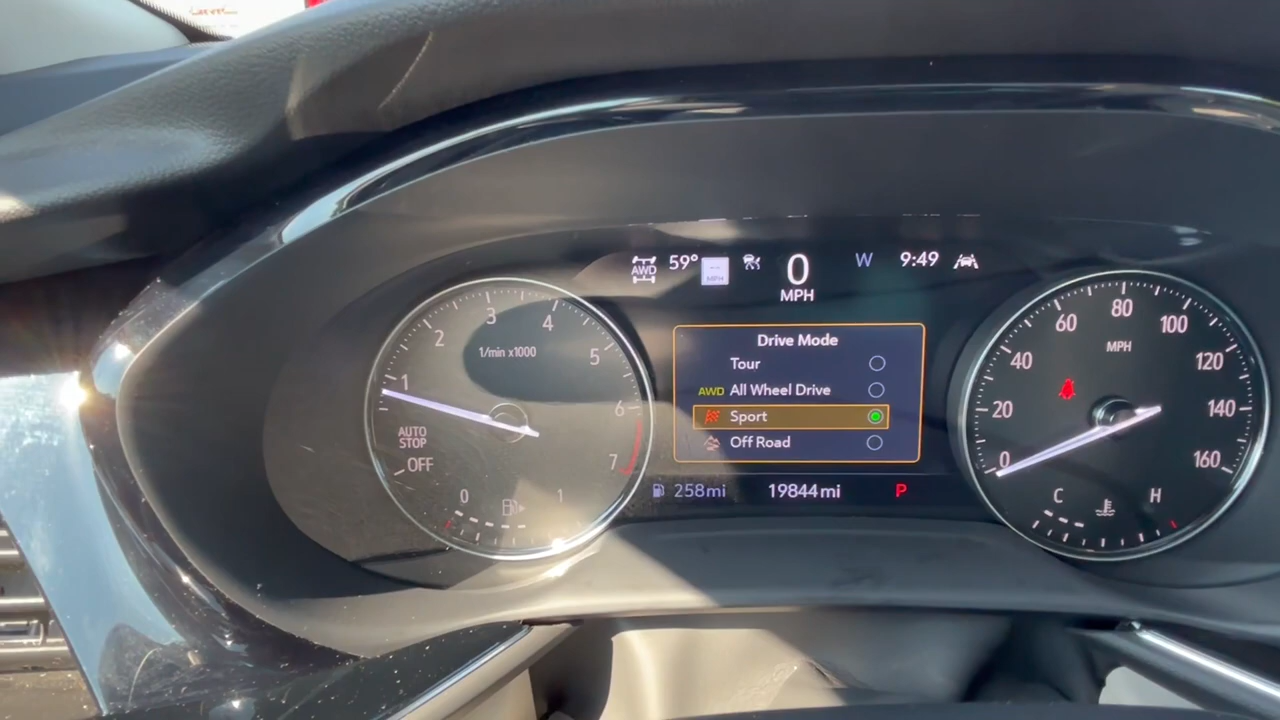 AWD 59° MPH 0 MPH W 9:49
Drive Mode
Tour
AWD All Wheel Drive
Sport
Off Road
258mi 19844mi P
1 2 3 4 5 6 7
1/min x1000
AUTO
STOP
OFF
0 1
0 20 40 60 80 100 120 140 160
MPH
C H